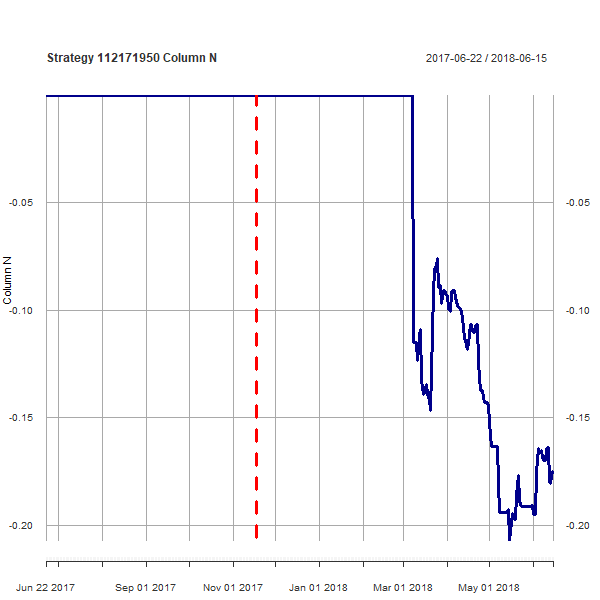 Strategy 112171950 Column N
2017-06-22 / 2018-06-15
Column N
-0.05
-0.05
-0.10
-0.10
-0.15
-0.15
-0.20
-0.20
Jun 22 2017
Sep 01 2017
Nov 01 2017
Jan 01 2018
Mar 01 2018
May 01 2018